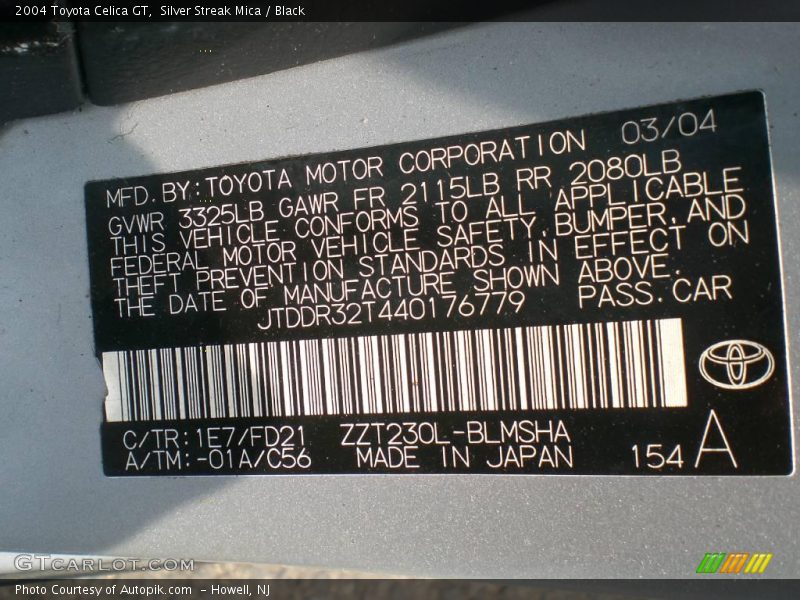 2004 Toyota Celica GT, Silver Streak Mica / Black
MFD. BY: TOYOTA MOTOR CORPORATION 03/04
GVWR 3325LB GAWR FR 2115LB RR 2080LB
THIS VEHICLE CONFORMS TO ALL APPLICABLE
FEDERAL MOTOR VEHICLE SAFETY, BUMPER, AND
THEFT PREVENTION STANDARDS IN EFFECT ON
THE DATE OF MANUFACTURE SHOWN ABOVE.
JTDDR32T440176779 PASS. CAR
C/TR: 1E7/FD21 ZZT230L-BLMSHA
A/TM: -01A/C56 MADE IN JAPAN 154 A
GTCARLOT.COM
Photo Courtesy of Autopik.com - Howell, NJ